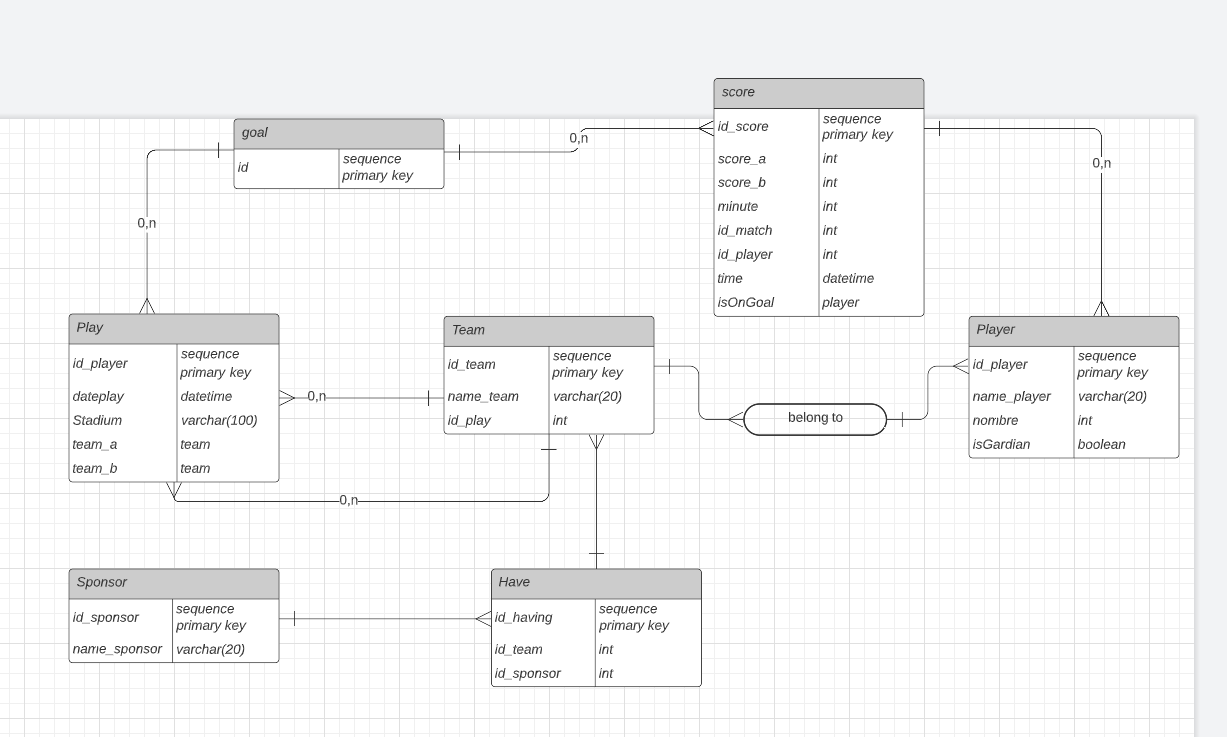 score
id_score sequence
primary key
score_a int
score_b int
minute int
id_match int
id_player int
time datetime
isOnGoal player
goal
id sequence
primary key
0,n
0,n
0,n
Play
id_player sequence
primary key
dateplay datetime
Stadium varchar(100)
team_a team
team_b team
0,n
Team
id_team sequence
primary key
name_team varchar(20)
id_play int
belong to
Player
id_player sequence
primary key
name_player varchar(20)
nombre int
isGardian boolean
0,n
Sponsor
id_sponsor sequence
primary key
name_sponsor varchar(20)
Have
id_having sequence
primary key
id_team int
id_sponsor int